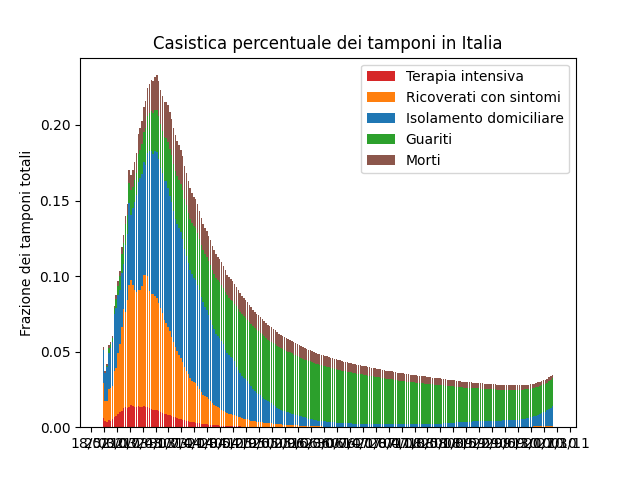 Casistica percentuale dei tamponi in Italia
Terapia intensiva
Ricoverati con sintomi
Isolamento domiciliare
Guariti
Morti
Frazione dei tamponi totali
0.20
0.15
0.10
0.05
0.00